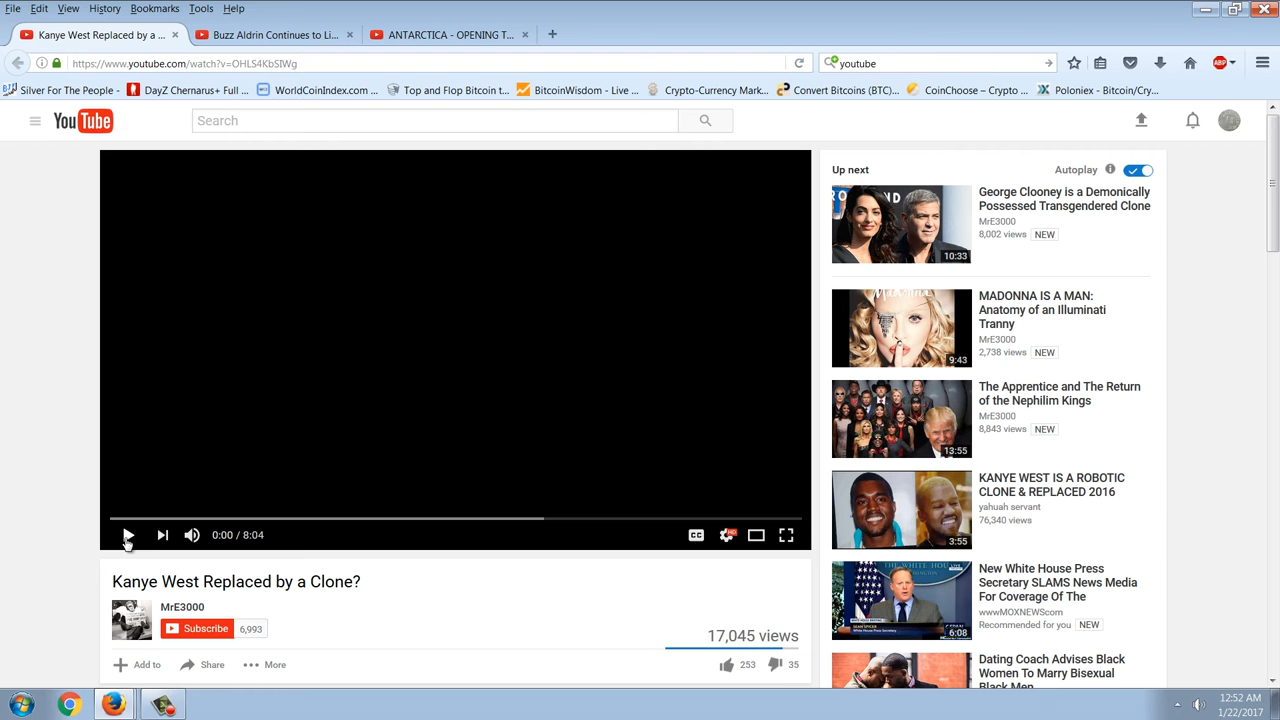 File Edit View History Bookmarks Tools Help
Kanye West Replaced by a ... Buzz Aldrin Continues to Li... ANTARCTICA - OPENING T...
https://www.youtube.com/watch?v=OHLS4KbSIWg youtube ABP
Silver For The People - DayZ Chernarus+ Full ... WorldCoinIndex.com ... Top and Flop Bitcoin t... BitcoinWisdom - Live ... Crypto-Currency Mark... Convert Bitcoins (BTC)... CoinChoose – Crypto ... Poloniex - Bitcoin/Cry...
YouTube Search
Up next Autoplay
George Clooney is a Demonically
Possessed Transgendered Clone
MrE3000
8,002 views NEW
10:33
MADONNA IS A MAN:
Anatomy of an Illuminati
Tranny
MrE3000
2,738 views NEW
9:43
The Apprentice and The Return
of the Nephilim Kings
MrE3000
8,843 views NEW
13:55
KANYE WEST IS A ROBOTIC
CLONE & REPLACED 2016
yahuah servant
76,340 views
3:55
New White House Press
Secretary SLAMS News Media
For Coverage Of The
wwwMOXNEWScom
Recommended for you NEW
6:08
Dating Coach Advises Black
Women To Marry Bisexual
Black Men
0:00 / 8:04 CC HD
Kanye West Replaced by a Clone?
MrE3000
Subscribe 6,993
17,045 views
Add to Share More 253 35
12:52 AM
1/22/2017